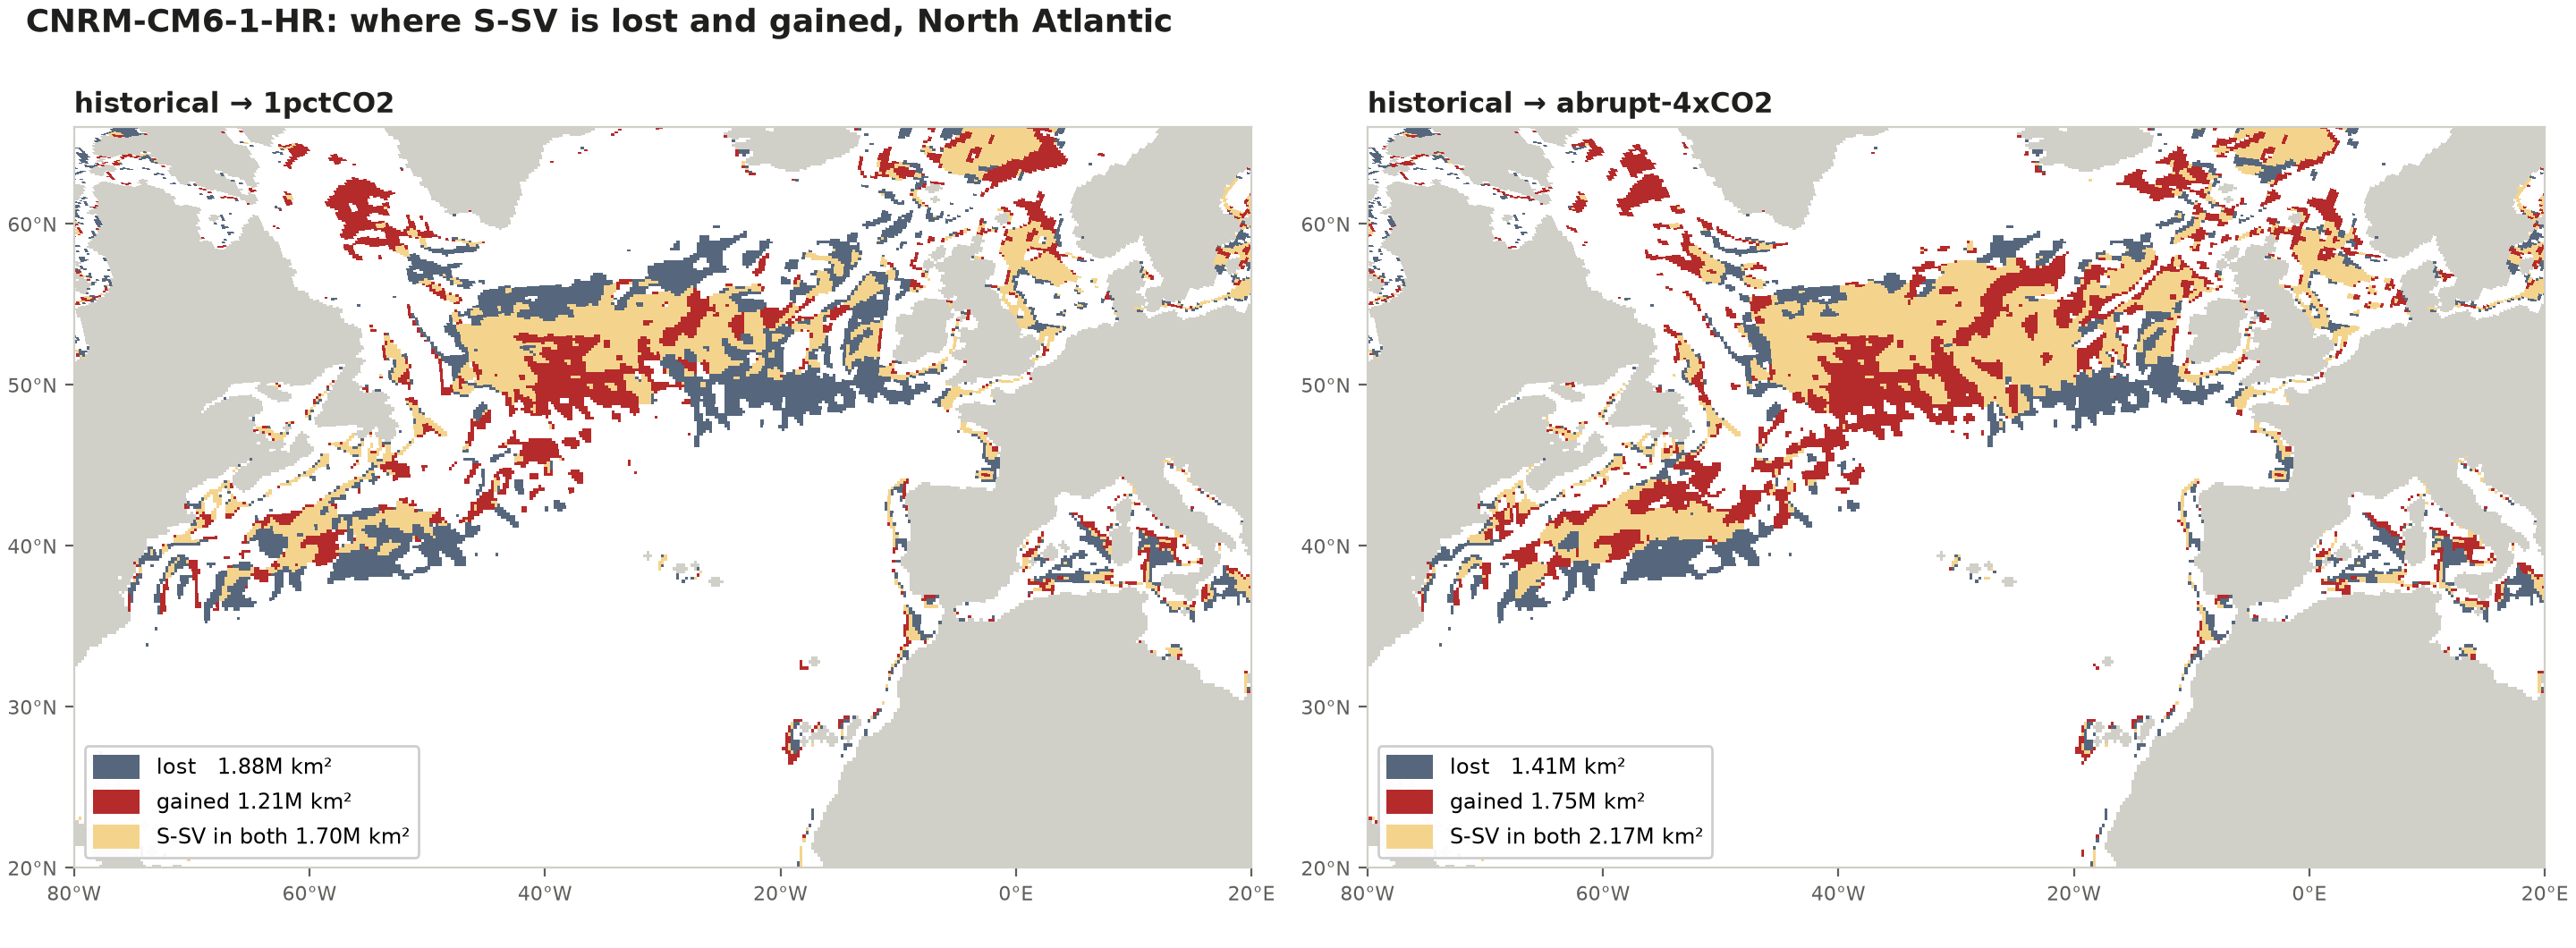 CNRM-CM6-1-HR: where S-SV is lost and gained, North Atlantic
historical → 1pctCO2
60°N
50°N
40°N
30°N
20°N
80°W
60°W
40°W
20°W
0°E
20°E
lost 1.88M km²
gained 1.21M km²
S-SV in both 1.70M km²
historical → abrupt-4xCO2
60°N
50°N
40°N
30°N
20°N
80°W
60°W
40°W
20°W
0°E
20°E
lost 1.41M km²
gained 1.75M km²
S-SV in both 2.17M km²